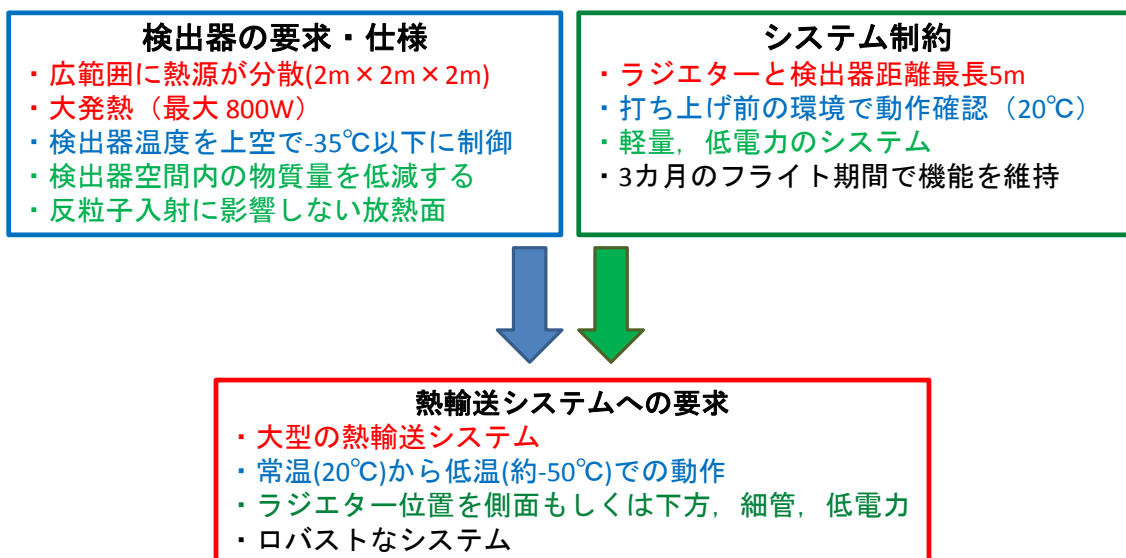 検出器の要求・仕様
・広範囲に熱源が分散(2m×2m×2m)
・大発熱（最大 800W）
・検出器温度を上空で-35℃以下に制御
・検出器空間内の物質量を低減する
・反粒子入射に影響しない放熱面
システム制約
・ラジエターと検出器距離最長5m
・打ち上げ前の環境で動作確認（20℃）
・軽量，低電力のシステム
・3カ月のフライト期間で機能を維持
熱輸送システムへの要求
・大型の熱輸送システム
・常温(20℃)から低温(約-50℃)での動作
・ラジエター位置を側面もしくは下方，細管，低電力
・ロバストなシステム